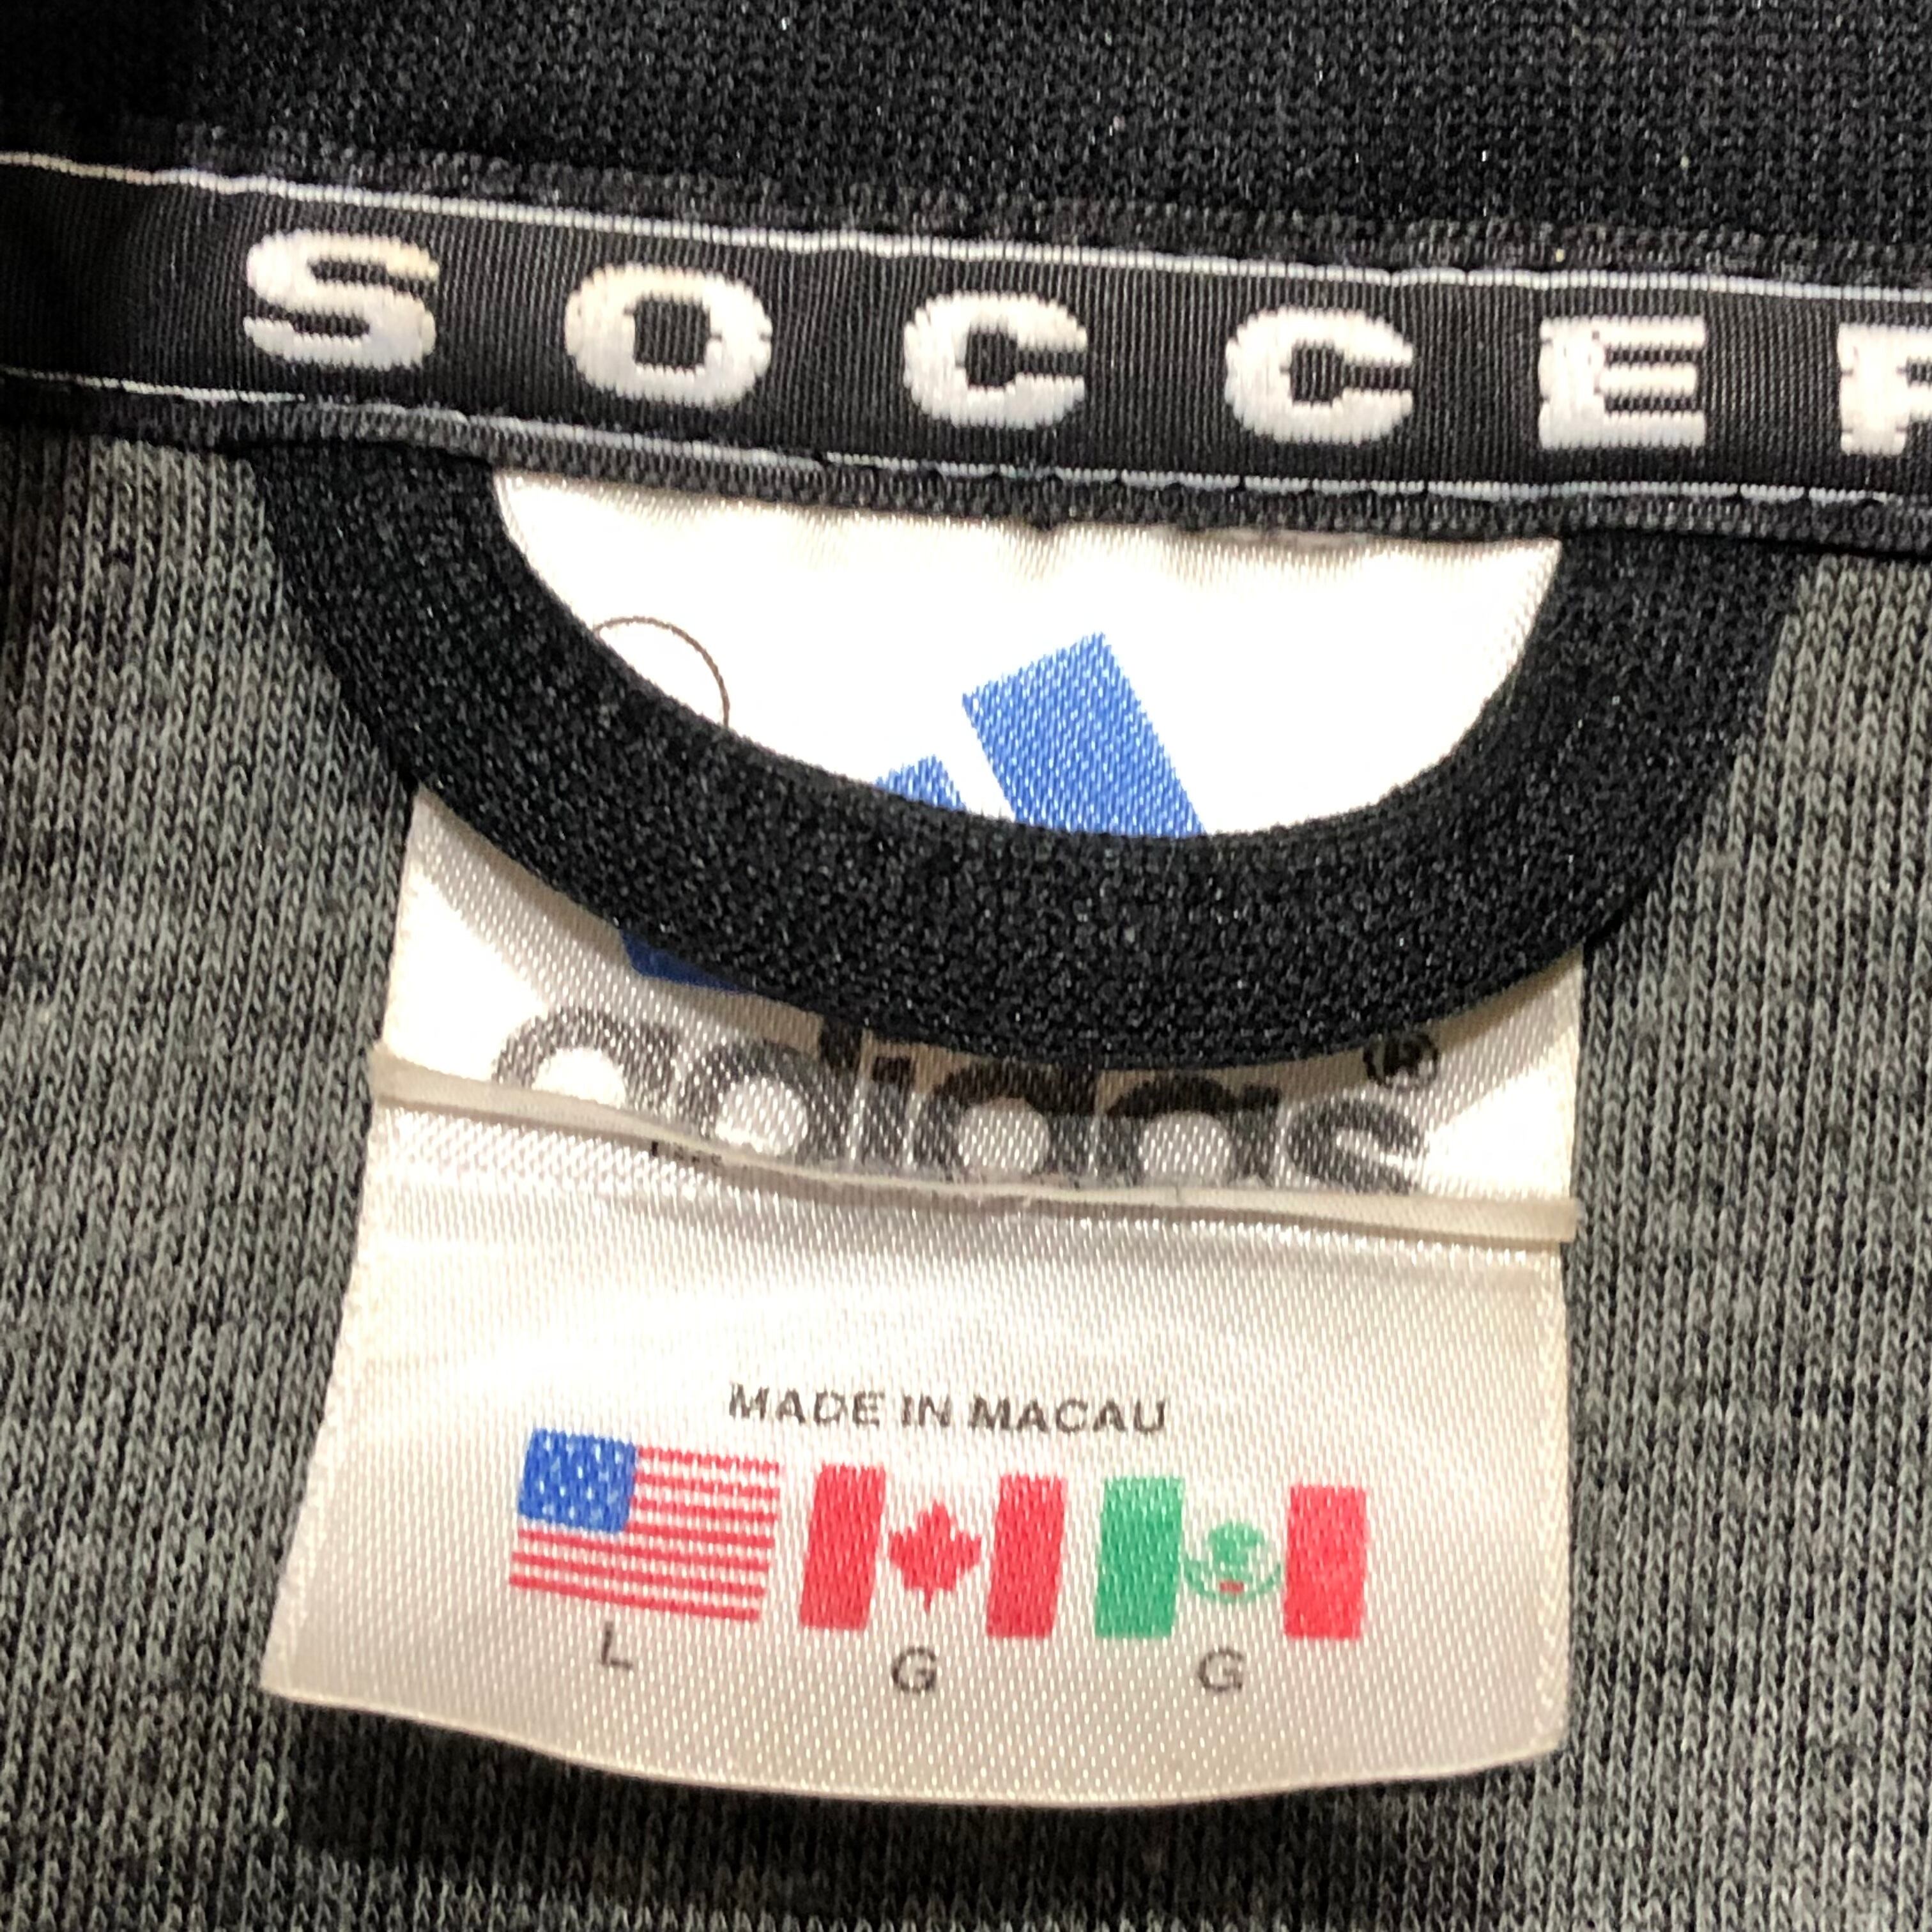 SOCCER
adidas®
MADE IN MACAU
L G G